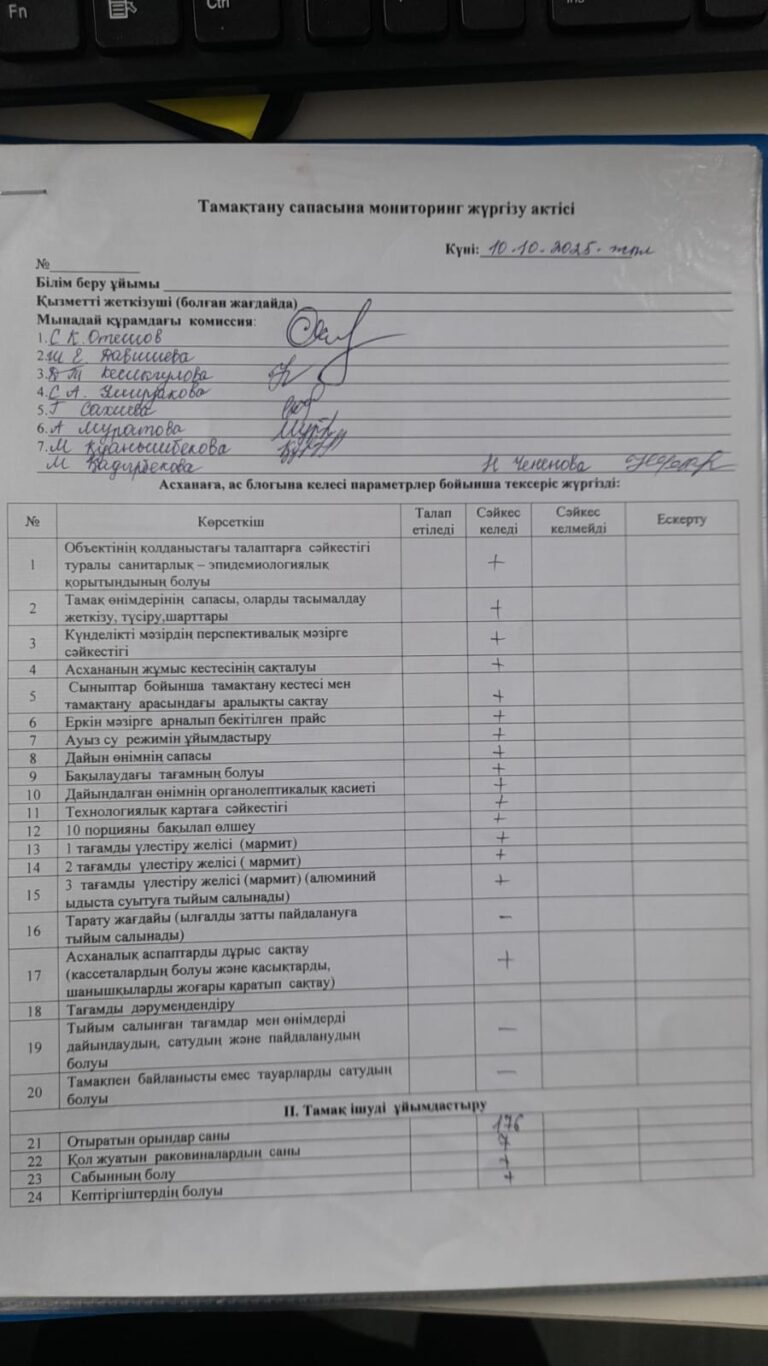 Fn
Ctrl
Ins
Тамақтану сапасына мониторинг жүргізу актісі
Күні: 10.10.2025.
№
Білім беру ұйымы
Қызметті жеткізуші (болған жағдайда)
Мынадай құрамдағы комиссия:
1. С К Отешов
2. Ш Е
3.
4. С А.
5. Г Сахиева
6. А Муратова
7. М Қуанышбекова
М Қадирбекова Н Чепенова
Асханаға, ас блогына келесі параметрлер бойынша тексеріс жүргізді:
№ Көрсеткіш Талап етіледі Сәйкес келеді Сәйкес келмейді Ескерту
1 Объектінің қолданыстағы талаптарға сәйкестігі
туралы санитарлық – эпидемиологиялық +
қорытындының болуы
2 Тамақ өнімдерінің сапасы, оларды тасымалдау +
жеткізу, түсіру,шарттары
3 Күнделікті мәзірдің перспективалық мәзірге +
сәйкестігі
4 Асхананың жұмыс кестесінің сақталуы +
5 Сыныптар бойынша тамақтану кестесі мен
тамақтану арасындағы аралықты сақтау +
6 Еркін мәзірге арналып бекітілген прайс +
7 Ауыз су режимін ұйымдастыру +
8 Дайын өнімнің сапасы +
9 Бақылаудағы тағамның болуы +
10 Дайындалған өнімнің органолептикалық қасиеті +
11 Технологиялық картаға сәйкестігі +
12 10 порцияны бақылап өлшеу +
13 1 тағамды үлестіру желісі (мармит) +
14 2 тағамды үлестіру желісі ( мармит) +
15 3 тағамды үлестіру желісі (мармит) (алюминий +
ыдыста суытуға тыйым салынады)
16 Тарату жағдайы (ылғалды затты пайдалануға –
тыйым салынады)
17 Асханалық аспаптарды дұрыс сақтау
(кассеталардың болуы және қасықтарды, +
шанышқыларды жоғары қаратып сақтау)
18 Тағамды дәрумендендіру
19 Тыйым салынған тағамдар мен өнімдерді
дайындаудың, сатудың және пайдаланудың –
болуы
20 Тамақпен байланысты емес тауарларды сатудың –
болуы
II. Тамақ ішуді ұйымдастыру
21 Отыратын орындар саны 176
22 Қол жуатын раковиналардың саны 7
23 Сабынның болу +
24 Кептіргіштердің болуы +